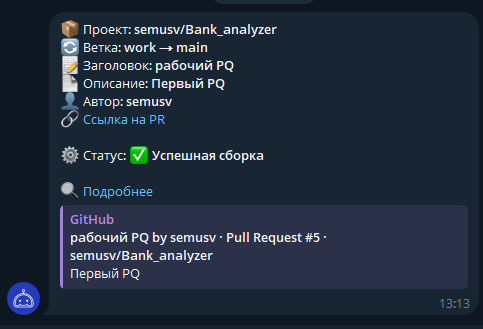 Проект: semusv/Bank_analyzer
Ветка: work → main
Заголовок: рабочий PQ
Описание: Первый PQ
Автор: semusv
Ссылка на PR
Статус: ✅ Успешная сборка
Подробнее
GitHub
рабочий PQ by semusv · Pull Request #5 ·
semusv/Bank_analyzer
Первый PQ
13:13